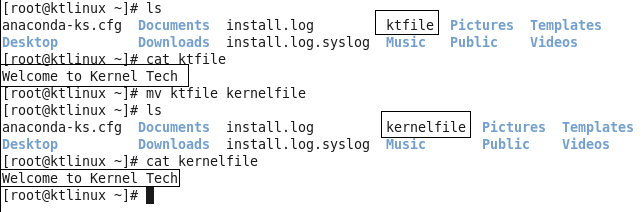 [root@ktlinux ~]# ls
anaconda-ks.cfg  Documents  install.log         ktfile  Pictures  Templates
Desktop          Downloads  install.log.syslog  Music   Public    Videos
[root@ktlinux ~]# cat ktfile
Welcome to Kernel Tech
[root@ktlinux ~]# mv ktfile kernelfile
[root@ktlinux ~]# ls
anaconda-ks.cfg  Documents  install.log         kernelfile  Pictures  Templates
Desktop          Downloads  install.log.syslog  Music       Public    Videos
[root@ktlinux ~]# cat kernelfile
Welcome to Kernel Tech
[root@ktlinux ~]#